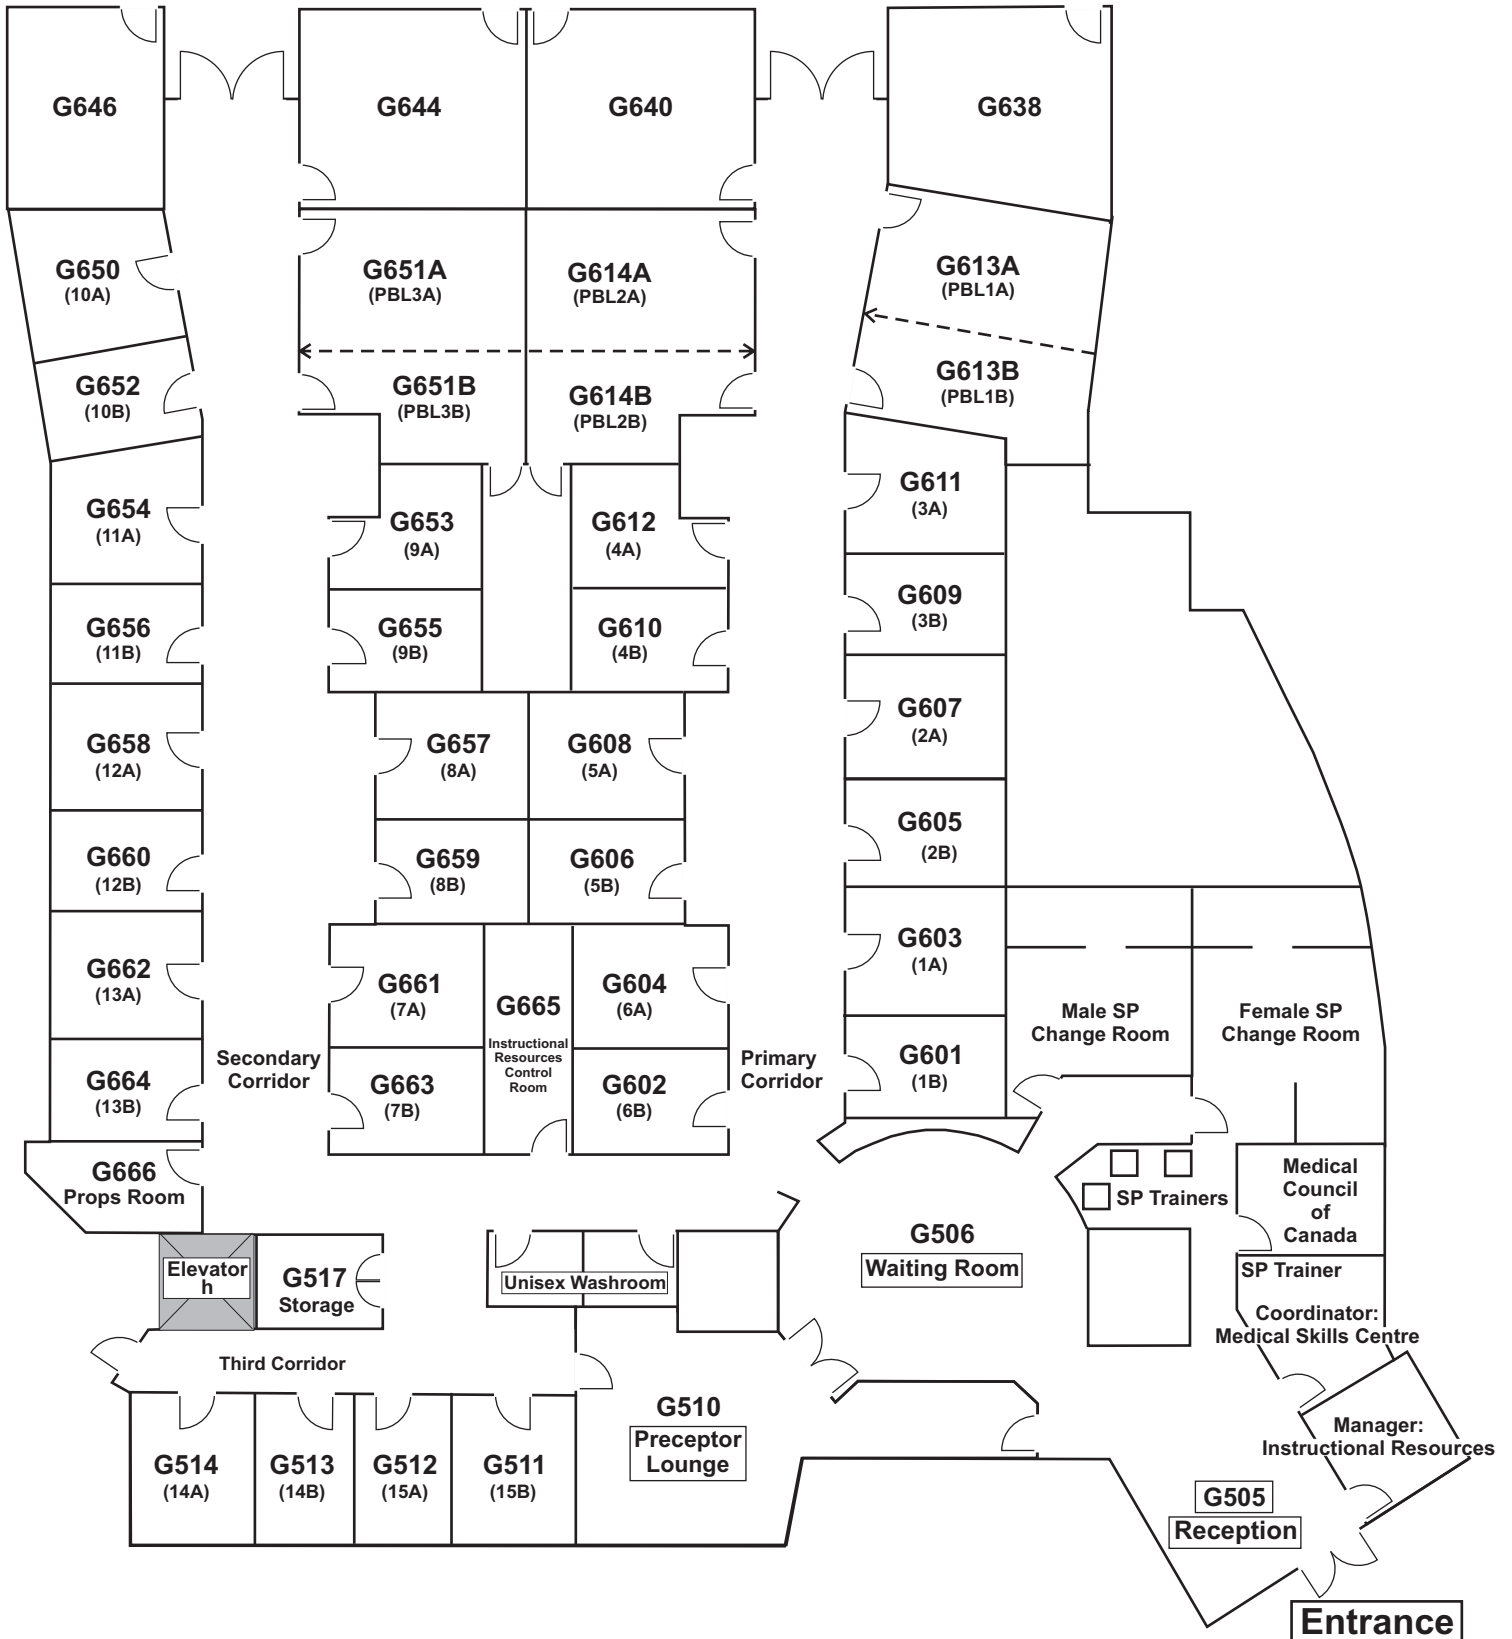 G646
G644
G640
G638
G650
(10A)
G651A
(PBL3A)
G614A
(PBL2A)
G613A
(PBL1A)
G652
(10B)
G651B
(PBL3B)
G614B
(PBL2B)
G613B
(PBL1B)
G654
(11A)
G653
(9A)
G612
(4A)
G611
(3A)
G656
(11B)
G655
(9B)
G610
(4B)
G609
(3B)
G658
(12A)
G657
(8A)
G608
(5A)
G607
(2A)
G660
(12B)
G659
(8B)
G606
(5B)
G605
(2B)
G662
(13A)
G661
(7A)
G665
Instructional
Resources
Control
Room
G604
(6A)
G603
(1A)
Male SP
Change Room
Female SP
Change Room
G664
(13B)
Secondary
Corridor
G663
(7B)
G602
(6B)
Primary
Corridor
G601
(1B)
G666
Props Room
SP Trainers
Medical
Council
of
Canada
Elevator
h
G517
Storage
Unisex Washroom
G506
Waiting Room
SP Trainer
Coordinator:
Medical Skills Centre
Third Corridor
G510
Preceptor
Lounge
Manager:
Instructional Resources
G514
(14A)
G513
(14B)
G512
(15A)
G511
(15B)
G505
Reception
Entrance